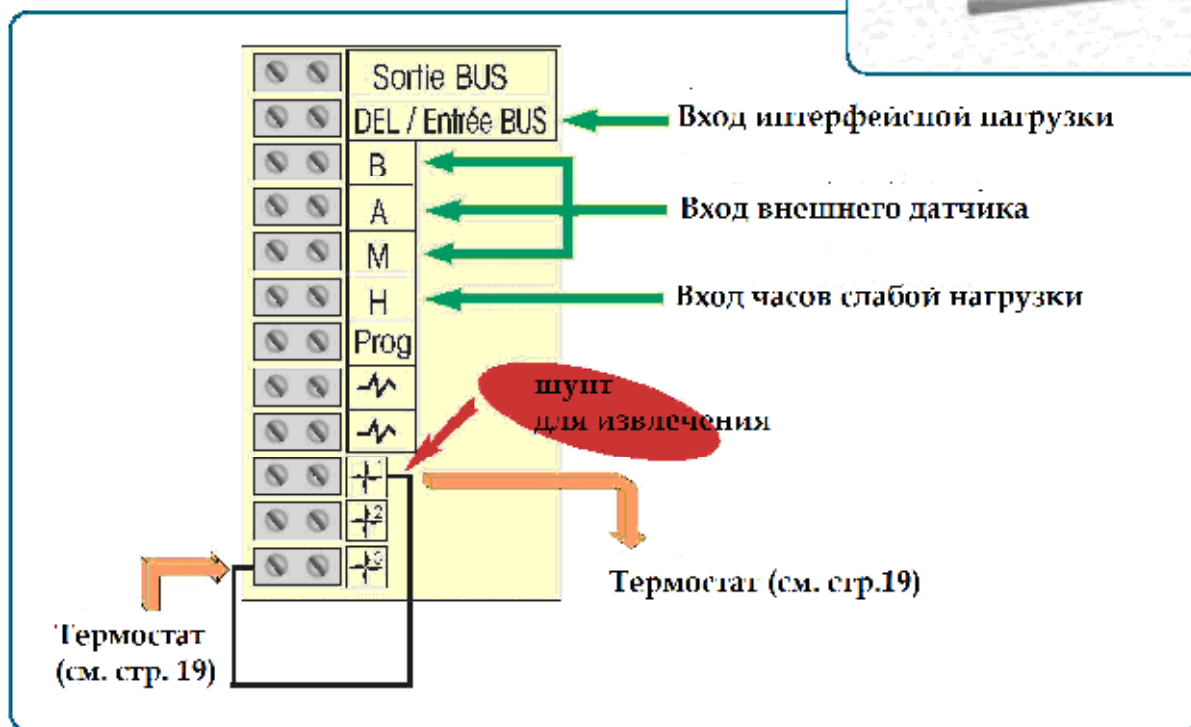 Sortie BUS
DEL / Entrée BUS
Вход интерфейсной нагрузки
B
A
Вход внешнего датчика
M
H
Вход часов слабой нагрузки
Prog
шунт
для извлечения
2
Термостат (см. стр.19)
Термостат
(см. стр. 19)